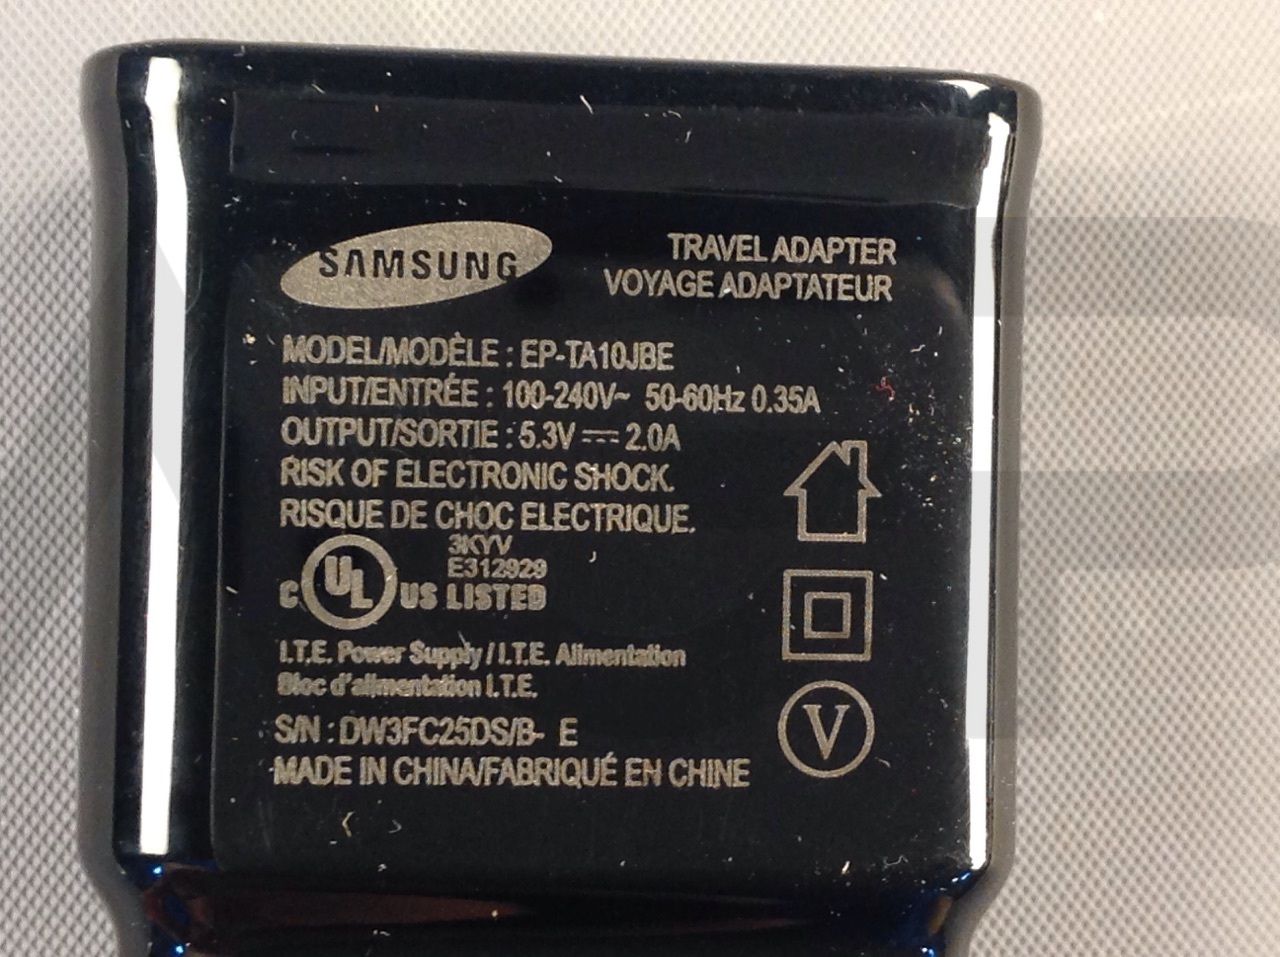 SAMSUNG
TRAVEL ADAPTER
VOYAGE ADAPTATEUR
MODEL/MODÈLE : EP-TA10JBE
INPUT/ENTRÉE : 100-240V~ 50-60Hz 0.35A
OUTPUT/SORTIE : 5.3V ⎓ 2.0A
RISK OF ELECTRONIC SHOCK.
RISQUE DE CHOC ELECTRIQUE.
3KYV
E312929
C UL US LISTED
I.T.E. Power Supply / I.T.E. Alimentation
Bloc d'alimentation I.T.E.
S/N : DW3FC25DS/B- E
MADE IN CHINA/FABRIQUÉ EN CHINE
V